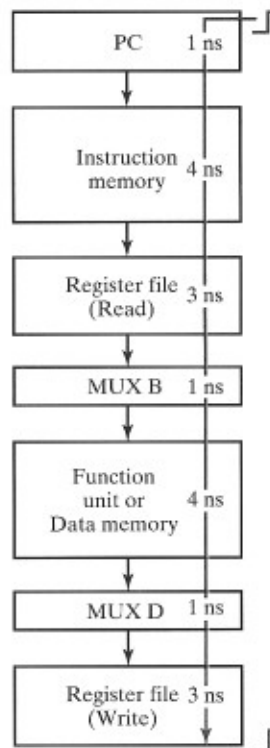 PC 1 ns
Instruction
memory 4 ns
Register file
(Read) 3 ns
MUX B 1 ns
Function
unit or 4 ns
Data memory
MUX D 1 ns
Register file 3 ns
(Write)